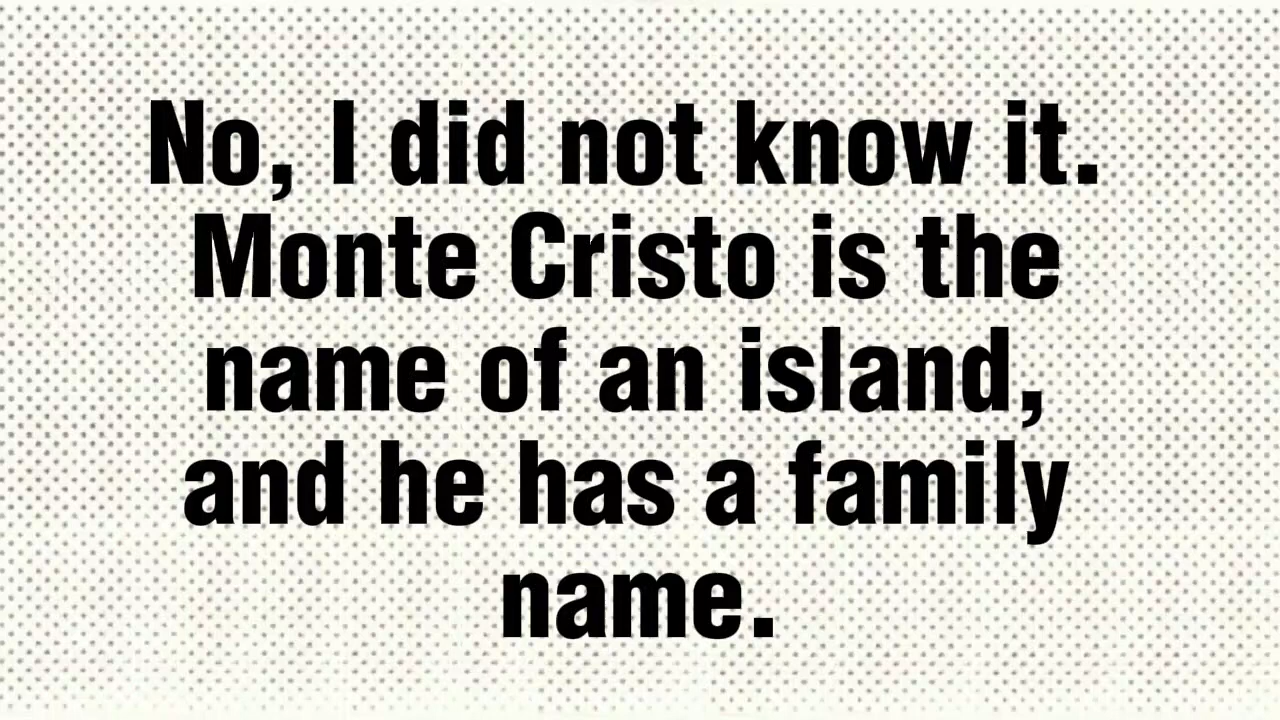 No, I did not know it.
Monte Cristo is the
name of an island,
and he has a family
name.